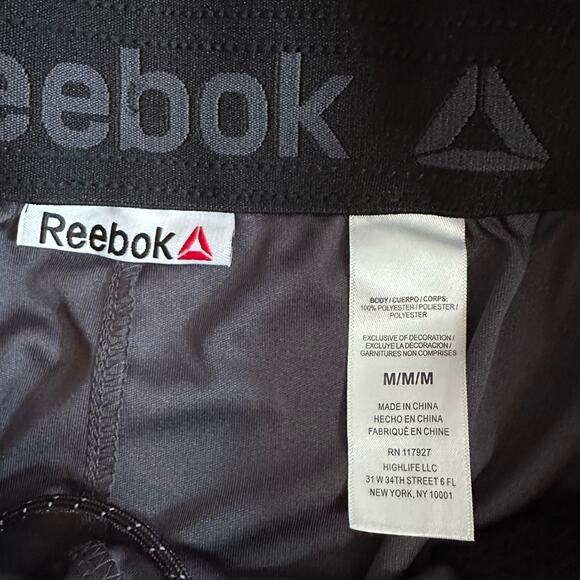 eebok
Reebok
BODY/CUERPO/CORPS:
100% POLYESTER/POLIESTER/
POLYESTER
EXCLUSIVE OF DECORATION/
EXCLUYE LA DECORACION/
GARNITURES NON COMPRISES
M/M/M
MADE IN CHINA
HECHO EN CHINA
FABRIQUÉ EN CHINE
RN 117927
HIGHLIFE LLC
31 W 34TH STREET 6 FL
NEW YORK, NY 10001